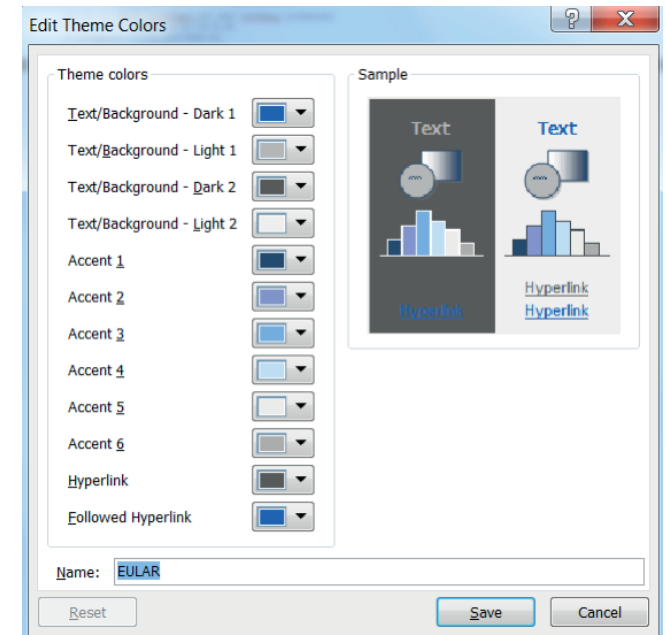 Edit Theme Colors
?
X
Theme colors
Text/Background - Dark 1
Text/Background - Light 1
Text/Background - Dark 2
Text/Background - Light 2
Accent 1
Accent 2
Accent 3
Accent 4
Accent 5
Accent 6
Hyperlink
Followed Hyperlink
Sample
Text Text
Hyperlink
Hyperlink Hyperlink
Name: EULAR
Reset Save Cancel